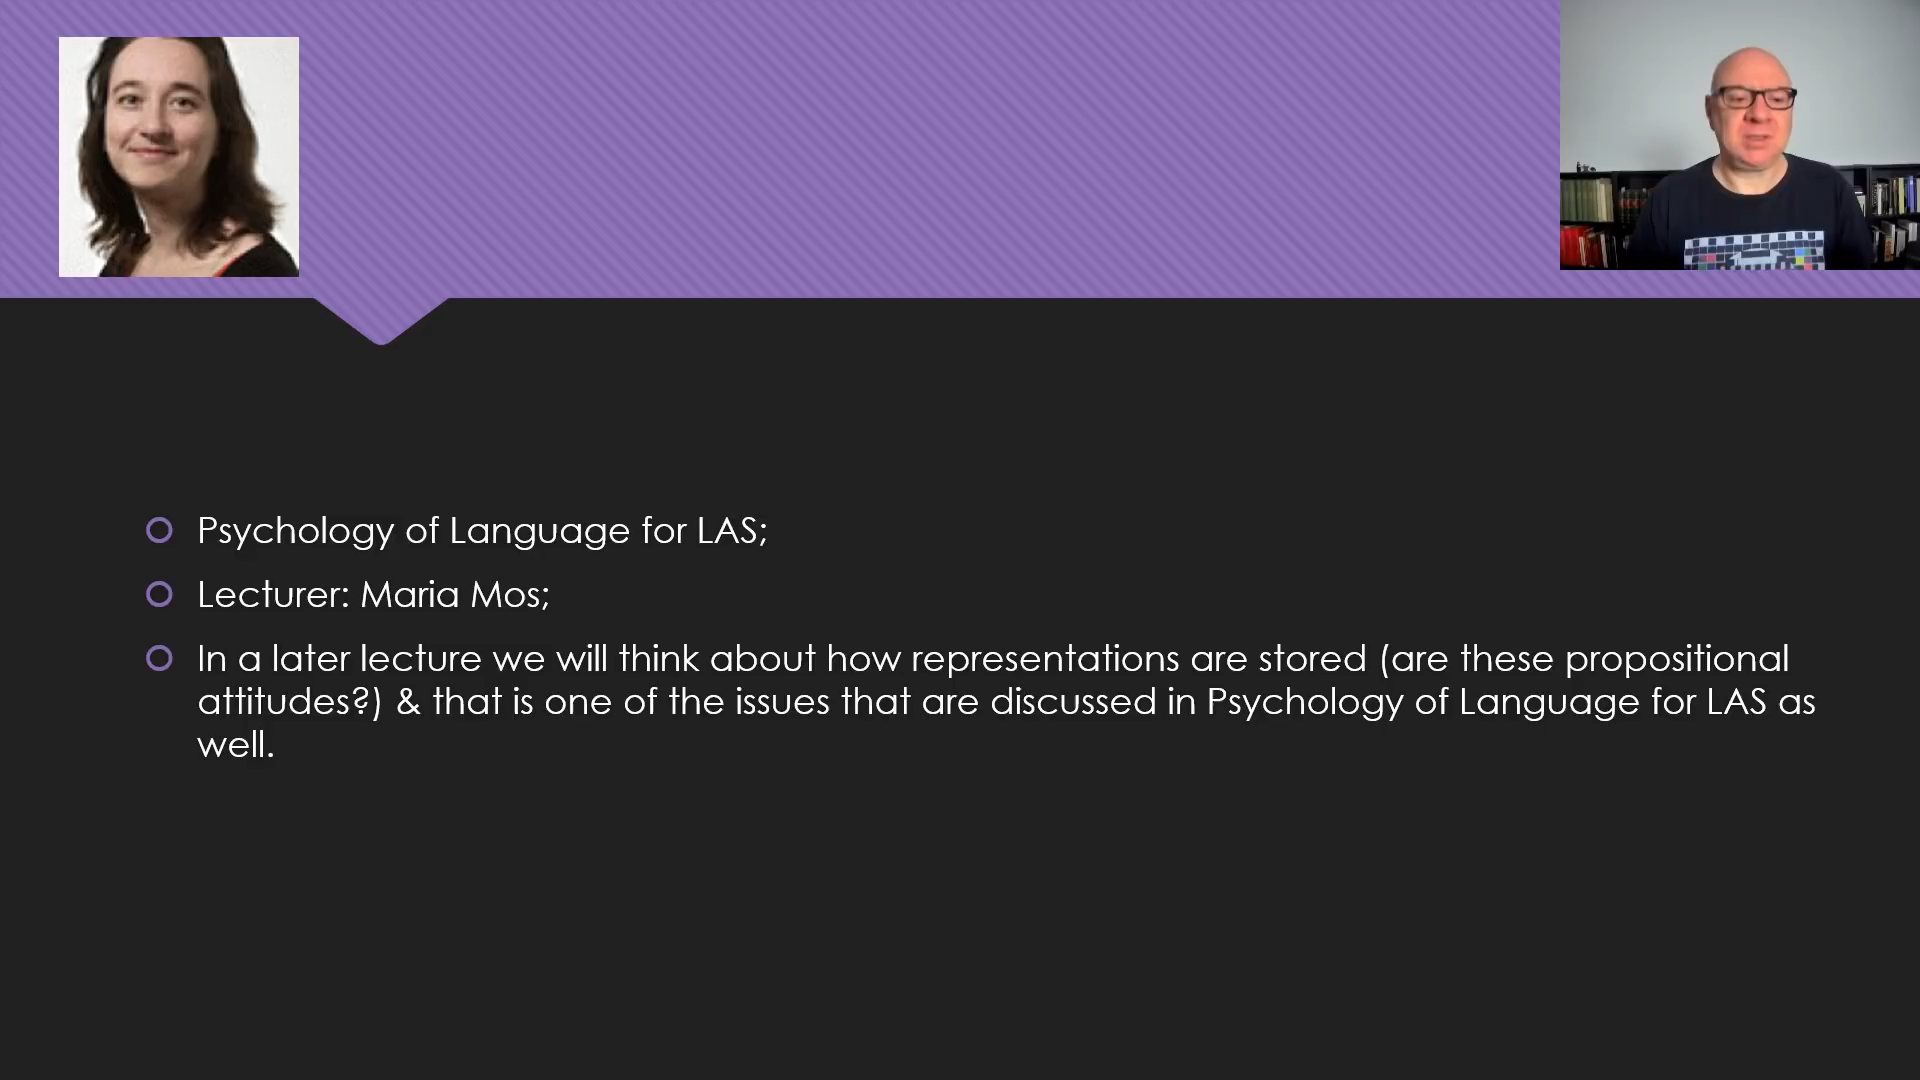 Psychology of Language for LAS;
Lecturer: Maria Mos;
In a later lecture we will think about how representations are stored (are these propositional
attitudes?) & that is one of the issues that are discussed in Psychology of Language for LAS as
well.